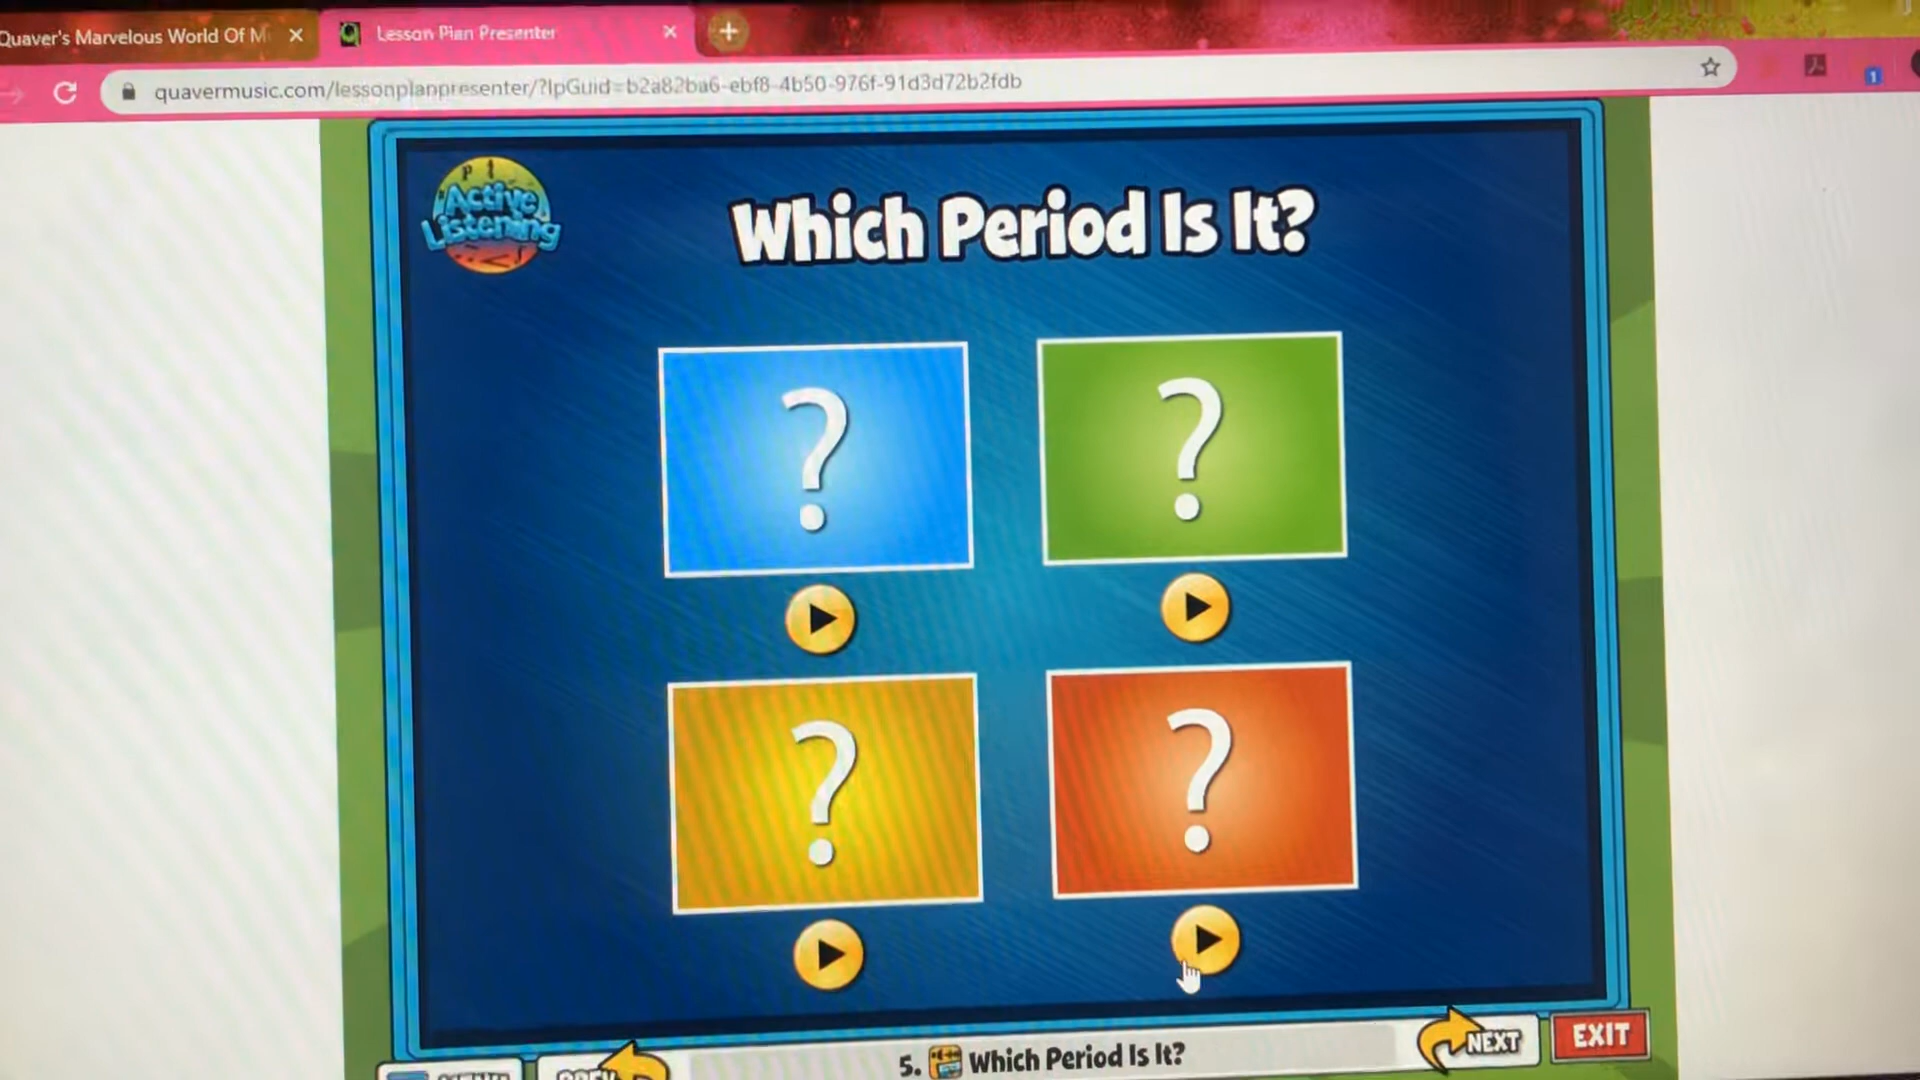 Quaver's Marvelous World Of M
Lesson Plan Presenter
quavermusic.com/lessonplanpresenter/?lpGuid=b2a82ba6-ebf8-4b50-976f-91d3d72b2fdb
1
Active
Listening
Which Period Is It?
?
?
?
?
5. Which Period Is It?
NEXT
EXIT